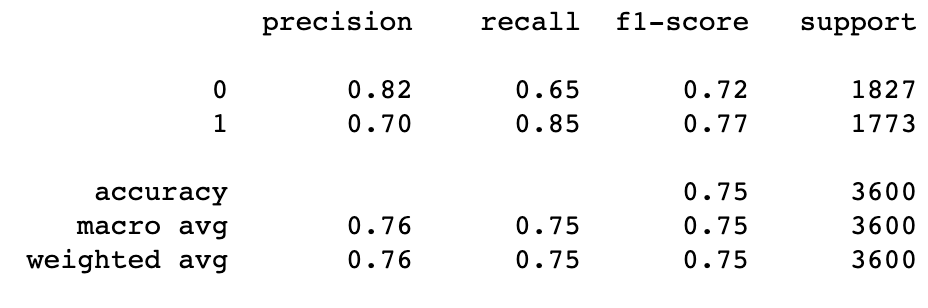 precision recall f1-score support
0 0.82 0.65 0.72 1827
1 0.70 0.85 0.77 1773
accuracy 0.75 3600
macro avg 0.76 0.75 0.75 3600
weighted avg 0.76 0.75 0.75 3600